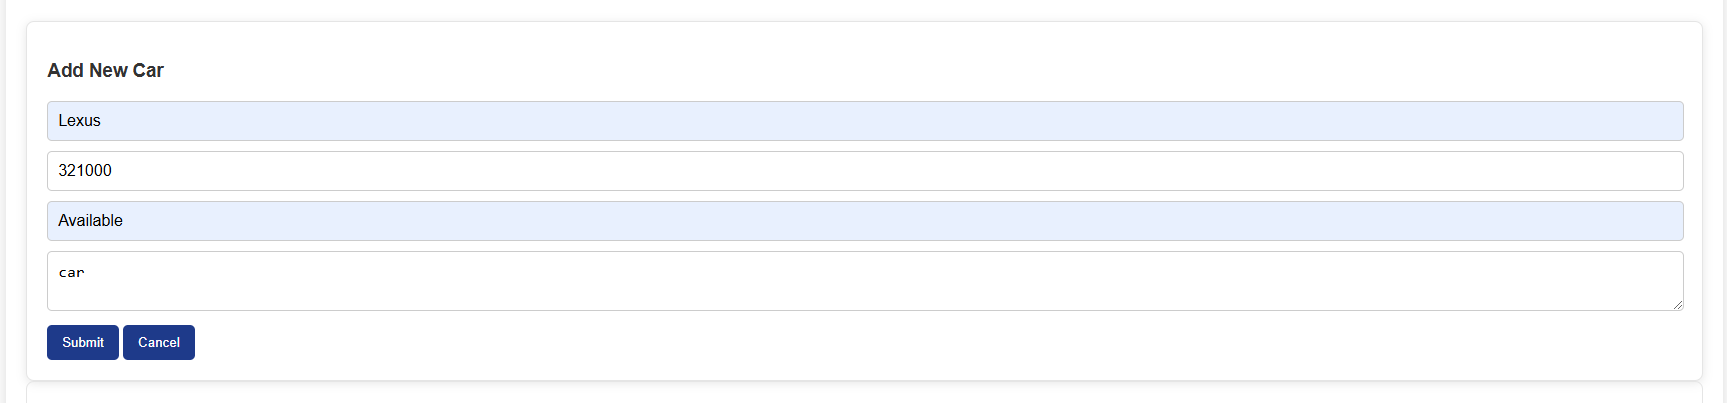 Add New Car
Lexus
321000
Available
car
Submit Cancel